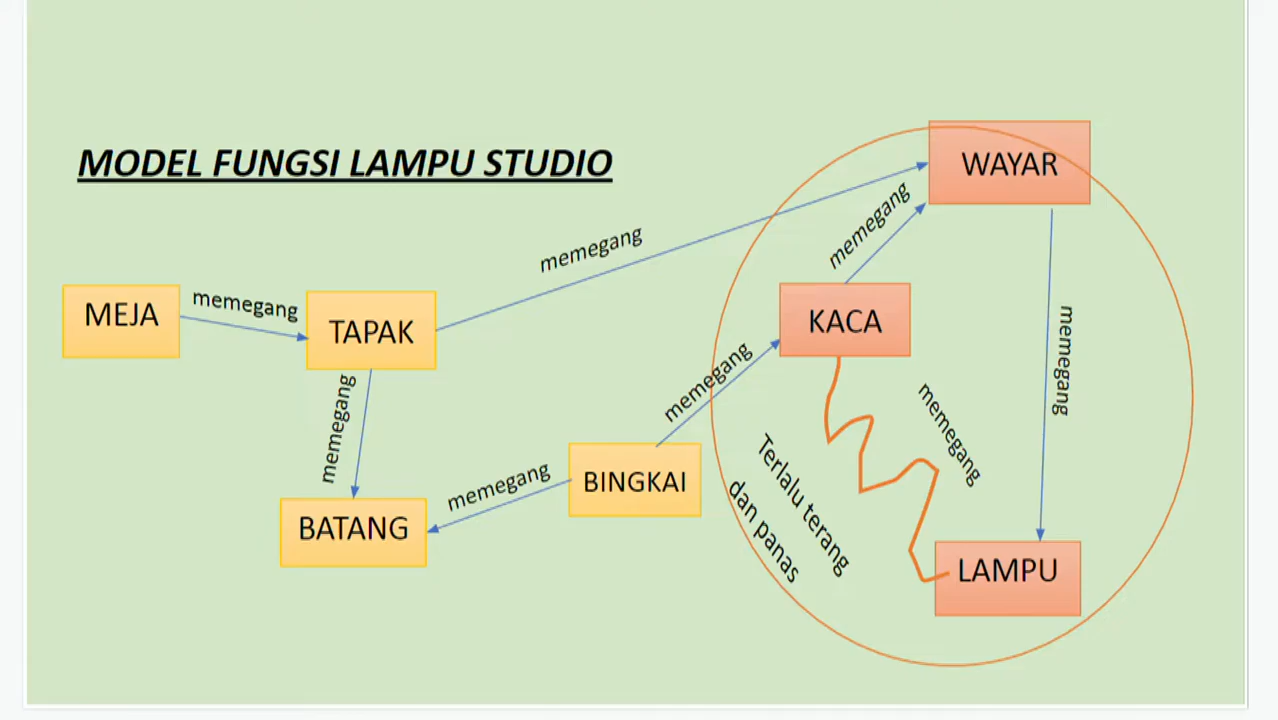 MODEL FUNGSI LAMPU STUDIO
WAYAR
memegang
memegang
MEJA
memegang
TAPAK
KACA
memegang
memegang
memegang
memegang
BINGKAI
memegang
Terlalu terang
dan panas
BATANG
LAMPU